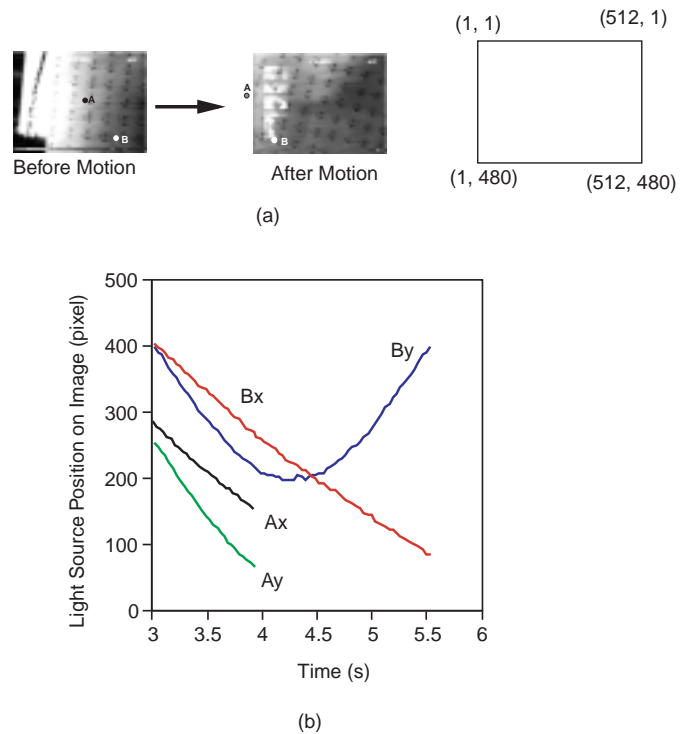 (1, 1)
(512, 1)
A
B
A
B
Before Motion
After Motion
(1, 480)
(512, 480)
(a)
Light Source Position on Image (pixel)
500
400
300
200
100
0
By
Bx
Ax
Ay
3
3.5
4
4.5
5
5.5
6
Time (s)
(b)